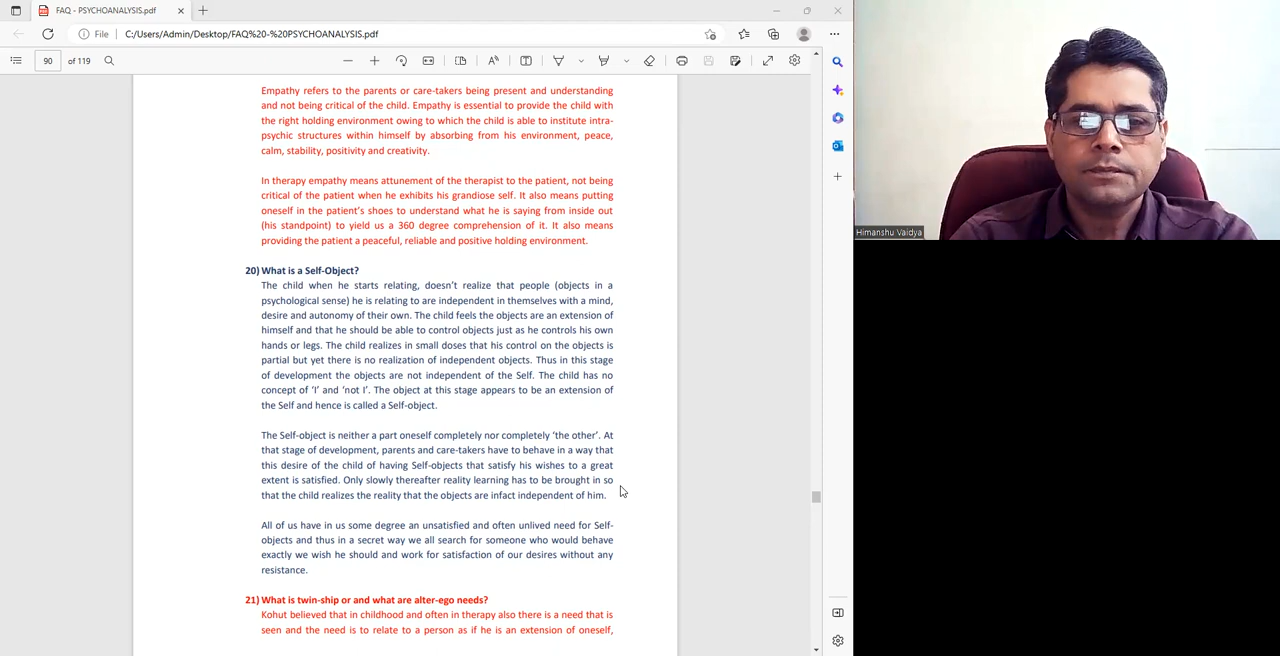 FAQ - PSYCHOANALYSIS.pdf
File C:/Users/Admin/Desktop/FAQ%20-%20PSYCHOANALYSIS.pdf
90 of 119
Empathy refers to the parents or care-takers being present and understanding
and not being critical of the child. Empathy is essential to provide the child with
the right holding environment owing to which the child is able to institute intra-
psychic structures within himself by absorbing from his environment, peace,
calm, stability, positivity and creativity.
In therapy empathy means attunement of the therapist to the patient, not being
critical of the patient when he exhibits his grandiose self. It also means putting
oneself in the patient's shoes to understand what he is saying from inside out
(his standpoint) to yield us a 360 degree comprehension of it. It also means
providing the patient a peaceful, reliable and positive holding environment.
20) What is a Self-Object?
The child when he starts relating, doesn't realize that people (objects in a
psychological sense) he is relating to are independent in themselves with a mind,
desire and autonomy of their own. The child feels the objects are an extension of
himself and that he should be able to control objects just as he controls his own
hands or legs. The child realizes in small doses that his control on the objects is
partial but yet there is no realization of independent objects. Thus in this stage
of development the objects are not independent of the Self. The child has no
concept of 'I' and 'not I'. The object at this stage appears to be an extension of
the Self and hence is called a Self-object.
The Self-object is neither a part oneself completely nor completely 'the other'. At
that stage of development, parents and care-takers have to behave in a way that
this desire of the child of having Self-objects that satisfy his wishes to a great
extent is satisfied. Only slowly thereafter reality learning has to be brought in so
that the child realizes the reality that the objects are infact independent of him.
All of us have in us some degree an unsatisfied and often unlived need for Self-
objects and thus in a secret way we all search for someone who would behave
exactly we wish he should and work for satisfaction of our desires without any
resistance.
21) What is twin-ship or and what are alter-ego needs?
Kohut believed that in childhood and often in therapy also there is a need that is
seen and the need is to relate to a person as if he is an extension of oneself,
Himanshu Vaidya